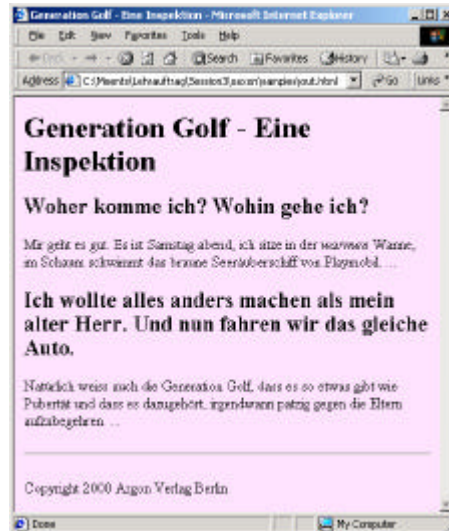 Generation Golf - Eine Inspektion - Microsoft Internet Explorer
File Edit View Favorites Tools Help
Search Favorites History
Address Go Links
Generation Golf - Eine
Inspektion
Woher komme ich? Wohin gehe ich?
Mir geht es gut. Es ist Samstag abend, ich sitze in der warmen Wanne,
im Schaum schwimmt das braune Seeräuberschiff von Playmobil. ...
Ich wollte alles anders machen als mein
alter Herr. Und nun fahren wir das gleiche
Auto.
Natürlich weiss auch die Generation Golf, dass es so etwas gibt wie
Pubertät und dass es dazugehört, irgendwann patzig gegen die Eltern
aufzubegehren. ...
Copyright 2000 Argon Verlag Berlin
Done My Computer